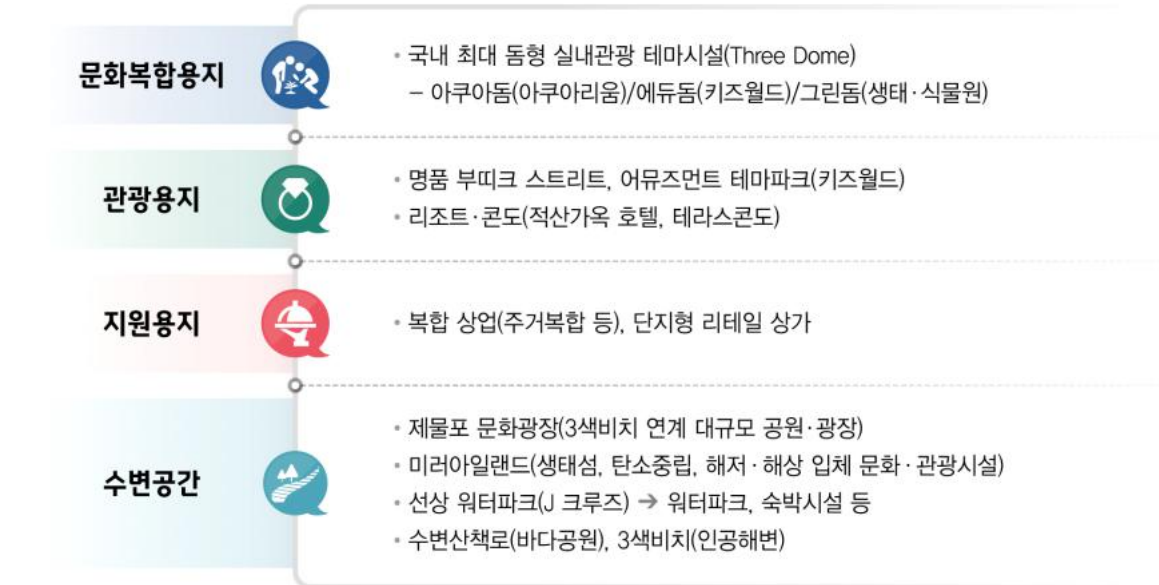 문화복합용지
• 국내 최대 돔형 실내관광 테마시설(Three Dome)
– 아쿠아돔(아쿠아리움)/에듀돔(키즈월드)/그린돔(생태·식물원)
관광용지
• 명품 부띠크 스트리트, 어뮤즈먼트 테마파크(키즈월드)
• 리조트·콘도(적산가옥 호텔, 테라스콘도)
지원용지
• 복합 상업(주거복합 등), 단지형 리테일 상가
수변공간
• 제물포 문화광장(3색비치 연계 대규모 공원·광장)
• 미러아일랜드(생태섬, 탄소중립, 해저·해상 입체 문화·관광시설)
• 선상 워터파크(J 크루즈) → 워터파크, 숙박시설 등
• 수변산책로(바다공원), 3색비치(인공해변)